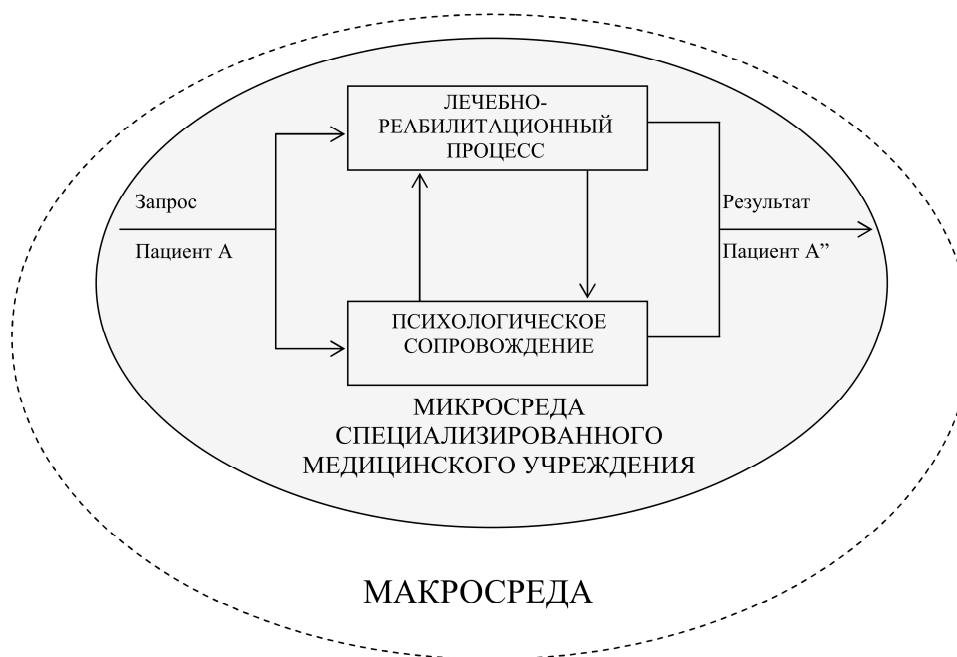 ЛЕЧЕБНО-
РЕАБИЛИТАЦИОННЫЙ
ПРОЦЕСС
Запрос
Пациент А
Результат
Пациент А”
ПСИХОЛОГИЧЕСКОЕ
СОПРОВОЖДЕНИЕ
МИКРОСРЕДА
СПЕЦИАЛИЗИРОВАННОГО
МЕДИЦИНСКОГО УЧРЕЖДЕНИЯ
МАКРОСРЕДА